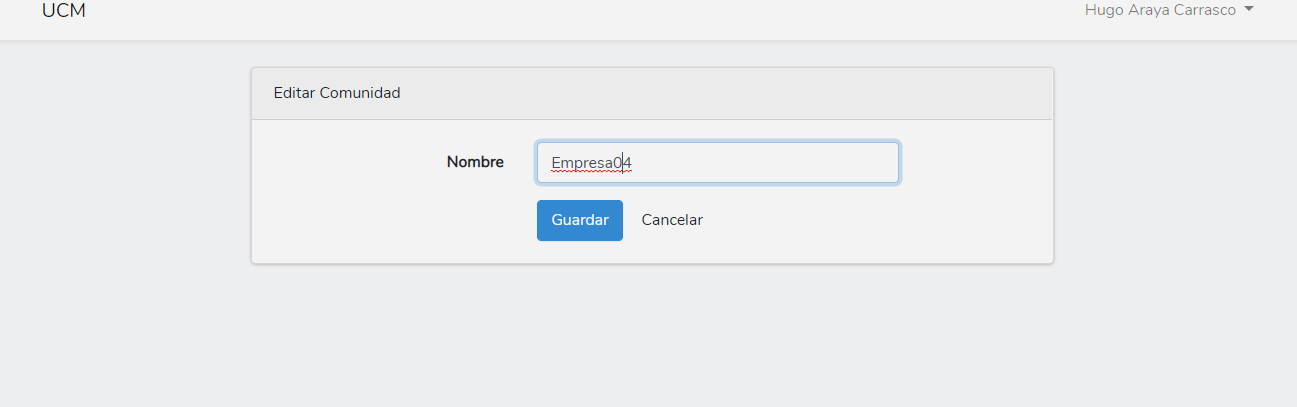 UCM
Hugo Araya Carrasco
Editar Comunidad
Nombre
Empresa04
Guardar
Cancelar